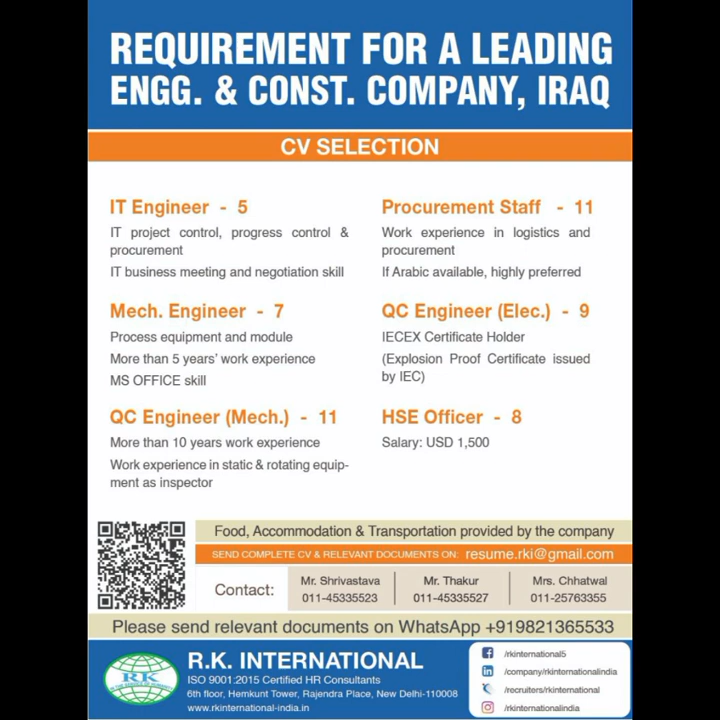 REQUIREMENT FOR A LEADING
ENGG. & CONST. COMPANY, IRAQ
CV SELECTION
IT Engineer - 5
IT project control, progress control &
procurement
IT business meeting and negotiation skill
Procurement Staff - 11
Work experience in logistics and
procurement
If Arabic available, highly preferred
Mech. Engineer - 7
Process equipment and module
More than 5 years' work experience
MS OFFICE skill
QC Engineer (Elec.) - 9
IECEX Certificate Holder
(Explosion Proof Certificate issued
by IEC)
QC Engineer (Mech.) - 11
More than 10 years work experience
Work experience in static & rotating equip-
ment as inspector
HSE Officer - 8
Salary: USD 1,500
Food, Accommodation & Transportation provided by the company
SEND COMPLETE CV & RELEVANT DOCUMENTS ON: resume.rki@gmail.com
Contact:
Mr. Shrivastava
011-45335523
Mr. Thakur
011-45335527
Mrs. Chhatwal
011-25763355
Please send relevant documents on WhatsApp +919821365533
RK
R.K. INTERNATIONAL
ISO 9001:2015 Certified HR Consultants
6th floor, Hemkunt Tower, Rajendra Place, New Delhi-110008
www.rkinternational-india.in
/rkinternational5
/company/rkinternationalindia
/recruiters/rkinternational
/rkinternationalindia